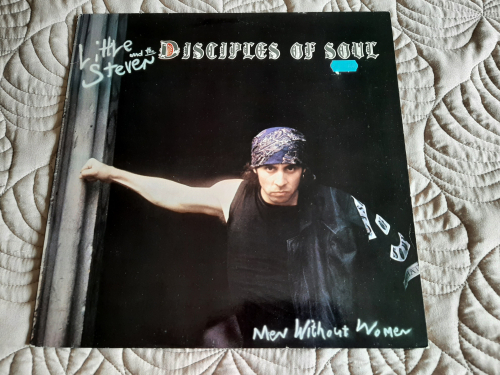 Little
and the DISCIPLES OF SOUL
Steven
Men Without Women